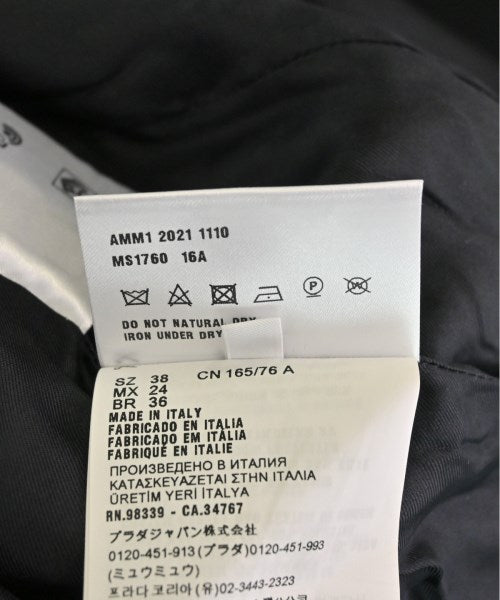 AMM1 2021 1110
MS1760 16A
P
W
DO NOT NATURAL DRY
IRON UNDER DRY
SZ 38 CN 165/76 A
MX 24
BR 36
MADE IN ITALY
FABRICADO EN ITALIA
FABRICADO EM ITÀLIA
FABRIQUÉ EN ITALIE
ПРОИЗВЕДЕНО В ИТАЛИЯ
ΚΑΤΑΣΚΕΥΑΖΕΤΑΙ ΣΤΗΝ ΙΤΑΛΙΑ
ÜRETİM YERİ İTALYA
RN.98339 - CA.34767
プラダジャパン株式会社
0120-451-913 (プラダ) 0120-451-993
(ミュウミュウ)
프라다 코리아 (유) 02-3443-2323